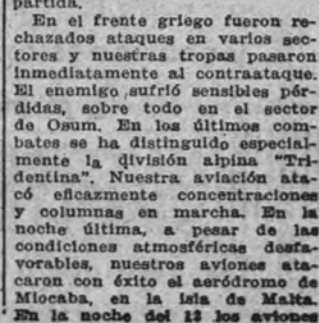 partida.
En el frente griego fueron re-
chazados ataques en varios sec-
tores y nuestras tropas pasaron
inmediatamente al contraataque.
El enemigo sufrió sensibles pér-
didas, sobre todo en el sector
de Osum. En los últimos com-
bates se ha distinguido especial-
mente la división alpina "Tri-
dentina". Nuestra aviación ata-
có eficazmente concentraciones
y columnas en marcha. En la
noche última, a pesar de las
condiciones atmosféricas desfa-
vorables, nuestros aviones ata-
caron con éxito el aeródromo de
Miocaba, en la isla de Malta.
En la noche del 12 los aviones